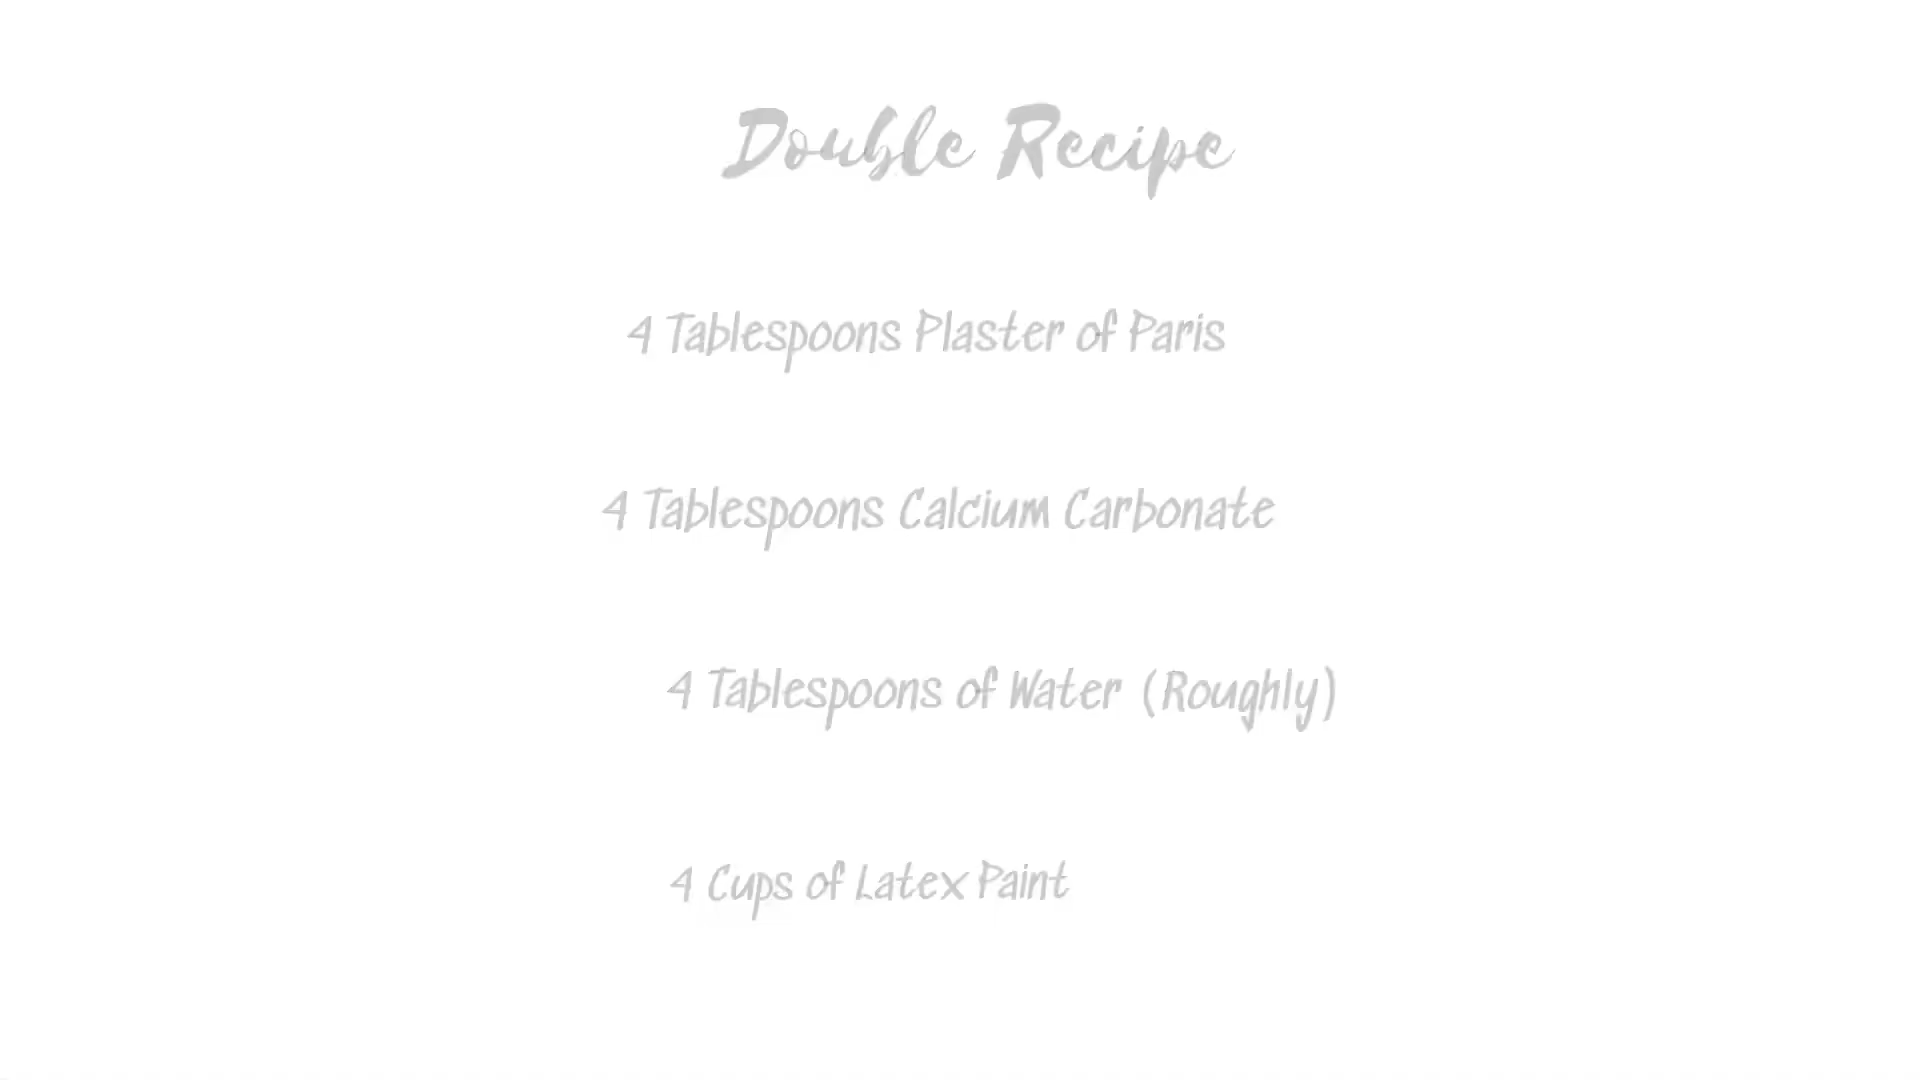 Double Recipe
4 Tablespoons Plaster of Paris
4 Tablespoons Calcium Carbonate
4 Tablespoons of Water (Roughly)
4 Cups of Latex Paint